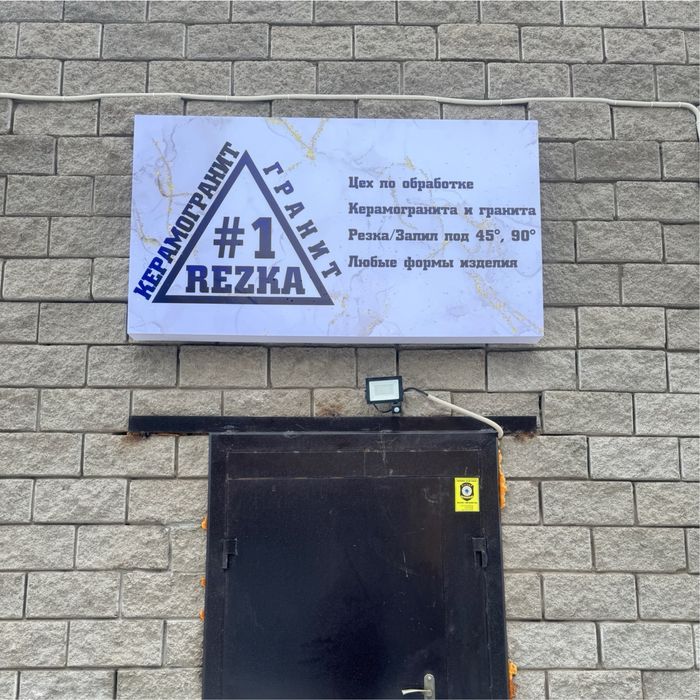 КЕРАМОГРАНИТ
ГРАНИТ
#1
REZKA
Цех по обработке
Керамогранита и гранита
Резка/Запил под 45°, 90°
Любые формы изделия